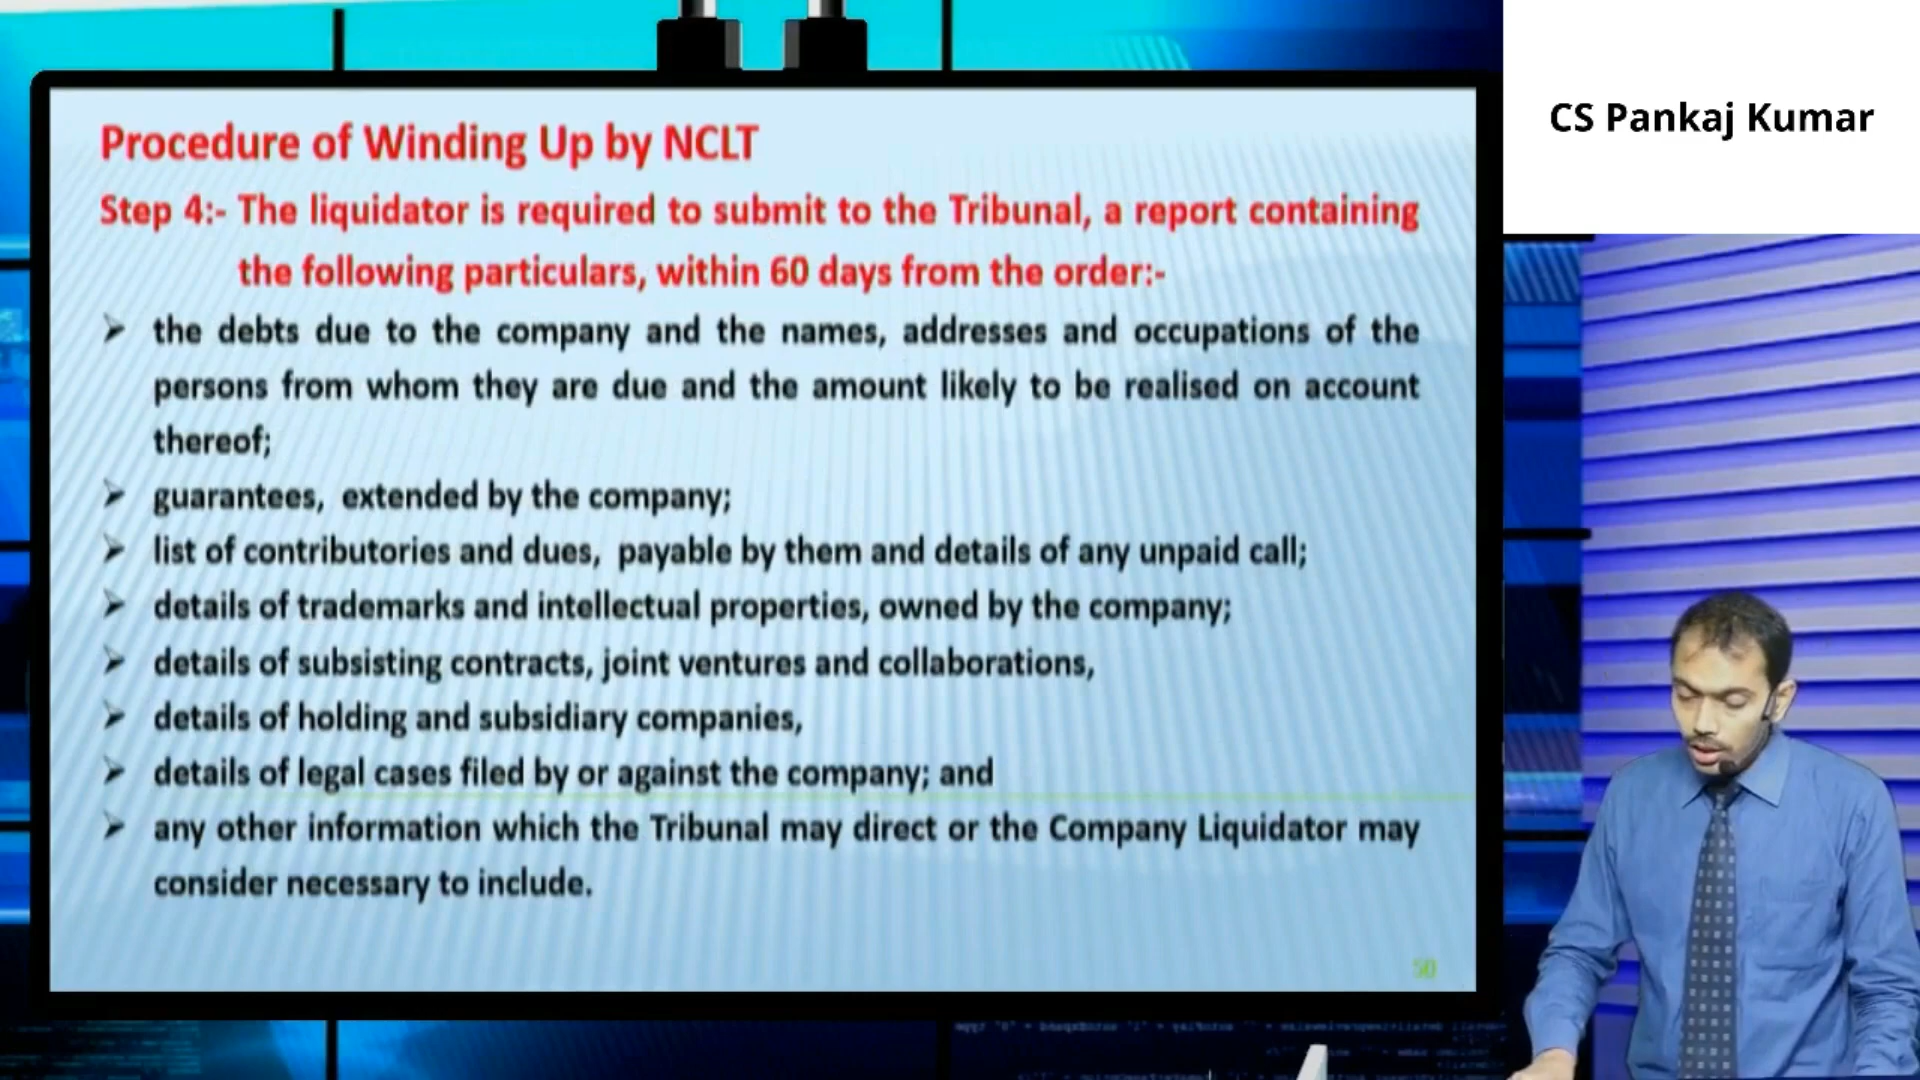 CS Pankaj Kumar
Procedure of Winding Up by NCLT
Step 4:- The liquidator is required to submit to the Tribunal, a report containing
the following particulars, within 60 days from the order:-
➢ the debts due to the company and the names, addresses and occupations of the
persons from whom they are due and the amount likely to be realised on account
thereof;
➢ guarantees, extended by the company;
➢ list of contributories and dues, payable by them and details of any unpaid call;
➢ details of trademarks and intellectual properties, owned by the company;
➢ details of subsisting contracts, joint ventures and collaborations,
➢ details of holding and subsidiary companies,
➢ details of legal cases filed by or against the company; and
➢ any other information which the Tribunal may direct or the Company Liquidator may
consider necessary to include.
50